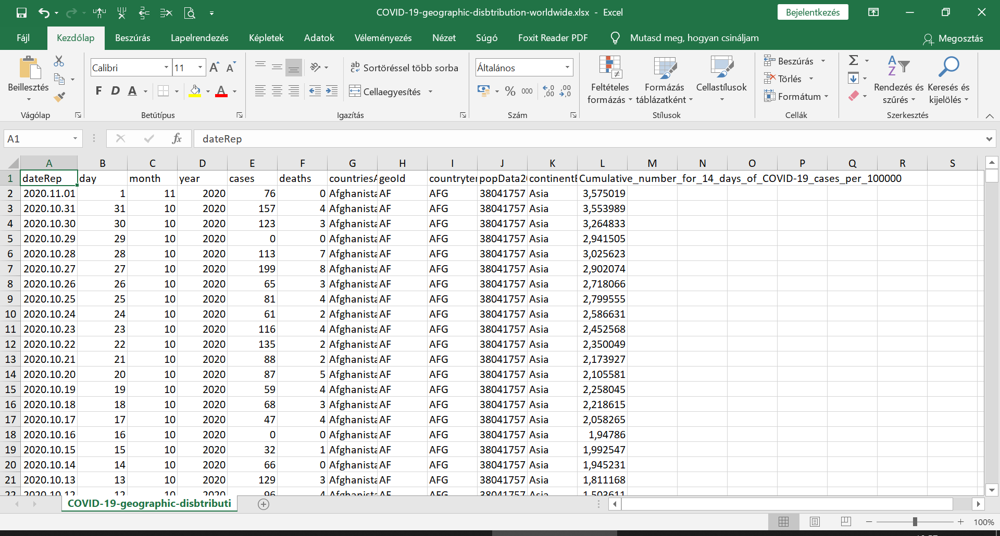 COVID-19-geographic-disbtribution-worldwide.xlsx - Excel
Bejelentkezés
Fájl Kezdőlap Beszúrás Lapelrendezés Képletek Adatok Véleményezés Nézet Súgó Foxit Reader PDF Mutasd meg, hogyan csináljam Megosztás
Beillesztés
Vágólap
Calibri 11
F D A
Betűtípus
Sortöréssel több sorba
Cellaegyesítés
Igazítás
Általános
% 000
Szám
Feltételes formázás
Formázás táblázatként
Cellastílusok
Stílusok
Beszúrás
Törlés
Formátum
Cellák
Rendezés és szűrés
Keresés és kijelölés
Szerkesztés
A1 fx dateRep
A B C D E F G H I J K L M N O P Q R S
1 dateRep day month year cases deaths countriesA geoId countryter popData20 continentE Cumulative_number_for_14_days_of_COVID-19_cases_per_100000
2 2020.11.01 1 11 2020 76 0 Afghanista AF AFG 38041757 Asia 3,575019
3 2020.10.31 31 10 2020 157 4 Afghanista AF AFG 38041757 Asia 3,553989
4 2020.10.30 30 10 2020 123 3 Afghanista AF AFG 38041757 Asia 3,264833
5 2020.10.29 29 10 2020 0 0 Afghanista AF AFG 38041757 Asia 2,941505
6 2020.10.28 28 10 2020 113 7 Afghanista AF AFG 38041757 Asia 3,025623
7 2020.10.27 27 10 2020 199 8 Afghanista AF AFG 38041757 Asia 2,902074
8 2020.10.26 26 10 2020 65 3 Afghanista AF AFG 38041757 Asia 2,718066
9 2020.10.25 25 10 2020 81 4 Afghanista AF AFG 38041757 Asia 2,799555
10 2020.10.24 24 10 2020 61 2 Afghanista AF AFG 38041757 Asia 2,586631
11 2020.10.23 23 10 2020 116 4 Afghanista AF AFG 38041757 Asia 2,452568
12 2020.10.22 22 10 2020 135 2 Afghanista AF AFG 38041757 Asia 2,350049
13 2020.10.21 21 10 2020 88 2 Afghanista AF AFG 38041757 Asia 2,173927
14 2020.10.20 20 10 2020 87 5 Afghanista AF AFG 38041757 Asia 2,105581
15 2020.10.19 19 10 2020 59 4 Afghanista AF AFG 38041757 Asia 2,258045
16 2020.10.18 18 10 2020 68 3 Afghanista AF AFG 38041757 Asia 2,218615
17 2020.10.17 17 10 2020 47 4 Afghanista AF AFG 38041757 Asia 2,058265
18 2020.10.16 16 10 2020 0 0 Afghanista AF AFG 38041757 Asia 1,94786
19 2020.10.15 15 10 2020 32 1 Afghanista AF AFG 38041757 Asia 1,992547
20 2020.10.14 14 10 2020 66 0 Afghanista AF AFG 38041757 Asia 1,945231
21 2020.10.13 13 10 2020 129 3 Afghanista AF AFG 38041757 Asia 1,811168
22 2020.10.12 12 10 2020 96 4 Afghanista AF AFG 38041757 Asia 1,503611
COVID-19-geographic-disbtributi
100%